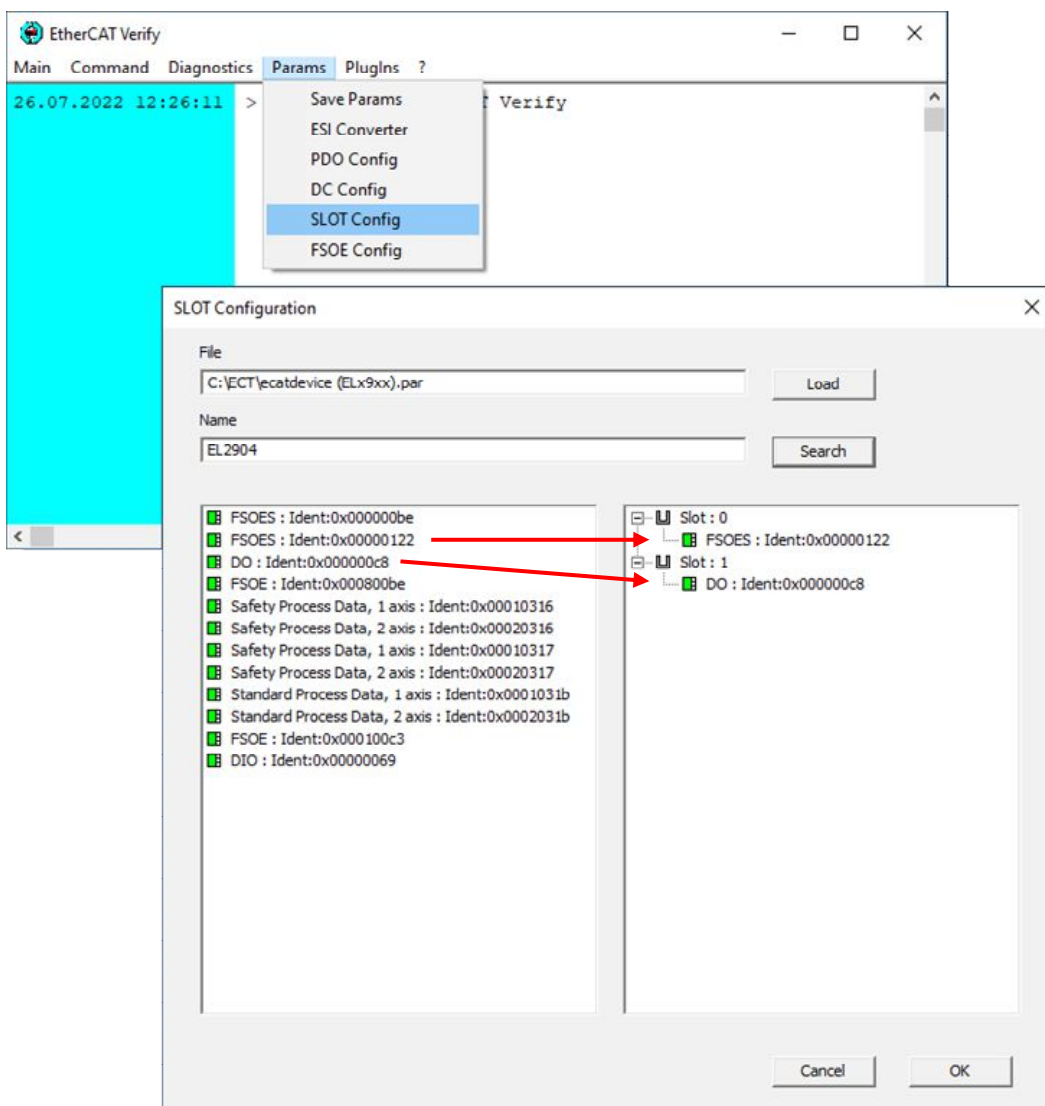 EtherCAT Verify
Main Command Diagnostics Params PlugIns ?
26.07.2022 12:26:11 > Verify
Save Params
ESI Converter
PDO Config
DC Config
SLOT Config
FSOE Config
SLOT Configuration
File
C:\ECT\ecatdevice (ELx9xx).par
Load
Name
EL2904
Search
FSOES : Ident:0x000000be
FSOES : Ident:0x00000122
DO : Ident:0x000000c8
FSOE : Ident:0x000800be
Safety Process Data, 1 axis : Ident:0x00010316
Safety Process Data, 2 axis : Ident:0x00020316
Safety Process Data, 1 axis : Ident:0x00010317
Safety Process Data, 2 axis : Ident:0x00020317
Standard Process Data, 1 axis : Ident:0x0001031b
Standard Process Data, 2 axis : Ident:0x0002031b
FSOE : Ident:0x000100c3
DIO : Ident:0x00000069
Slot : 0
FSOES : Ident:0x00000122
Slot : 1
DO : Ident:0x000000c8
Cancel
OK